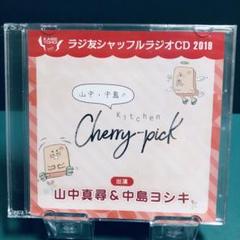 ラジ友シャッフルラジオCD 2019
山中・中島の
Kitchen
Cherry-pick
出演
山中真尋&中島ヨシキ